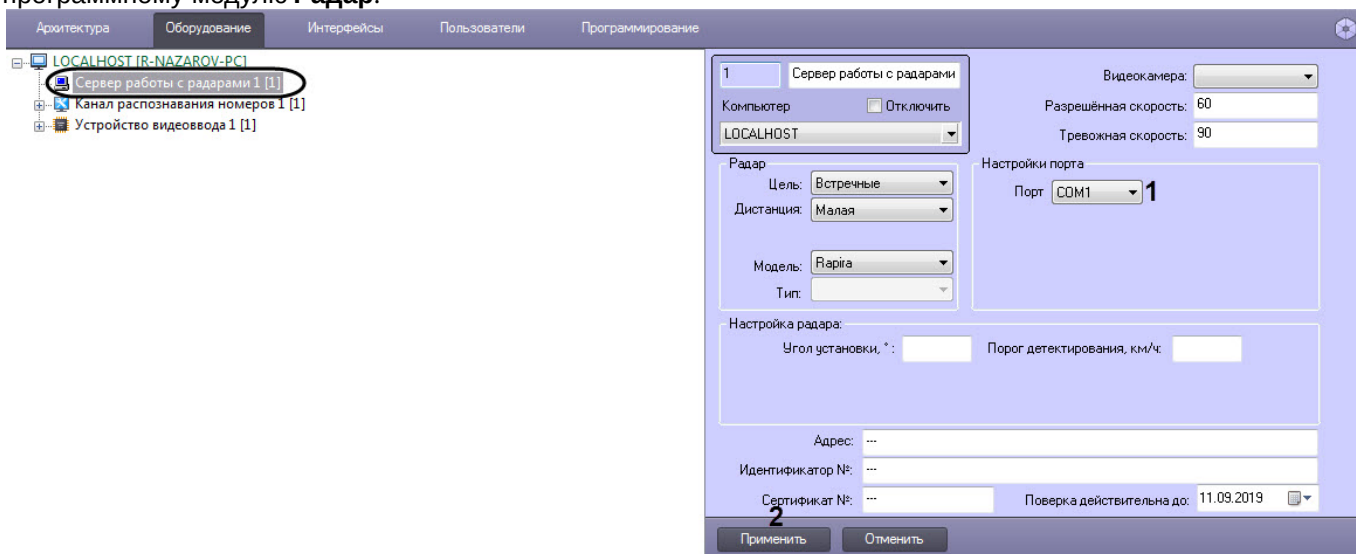 программному модулю Радар.
Архитектура Оборудование Интерфейсы Пользователи Программирование
LOCALHOST [R-NAZAROV-PC]
Сервер работы с радарами 1 [1]
Канал распознавания номеров 1 [1]
Устройство видеоввода 1 [1]
1 Сервер работы с радарами
Компьютер Отключить
LOCALHOST
Видеокамера:
Разрешённая скорость: 60
Тревожная скорость: 90
Радар
Цель: Встречные
Дистанция: Малая
Модель: Rapira
Тип:
Настройки порта
Порт COM1 1
Настройка радара:
Угол установки, ° : Порог детектирования, км/ч:
Адрес: ---
Идентификатор №: ---
Сертификат №: --- Поверка действительна до: 11.09.2019
2
Применить Отменить